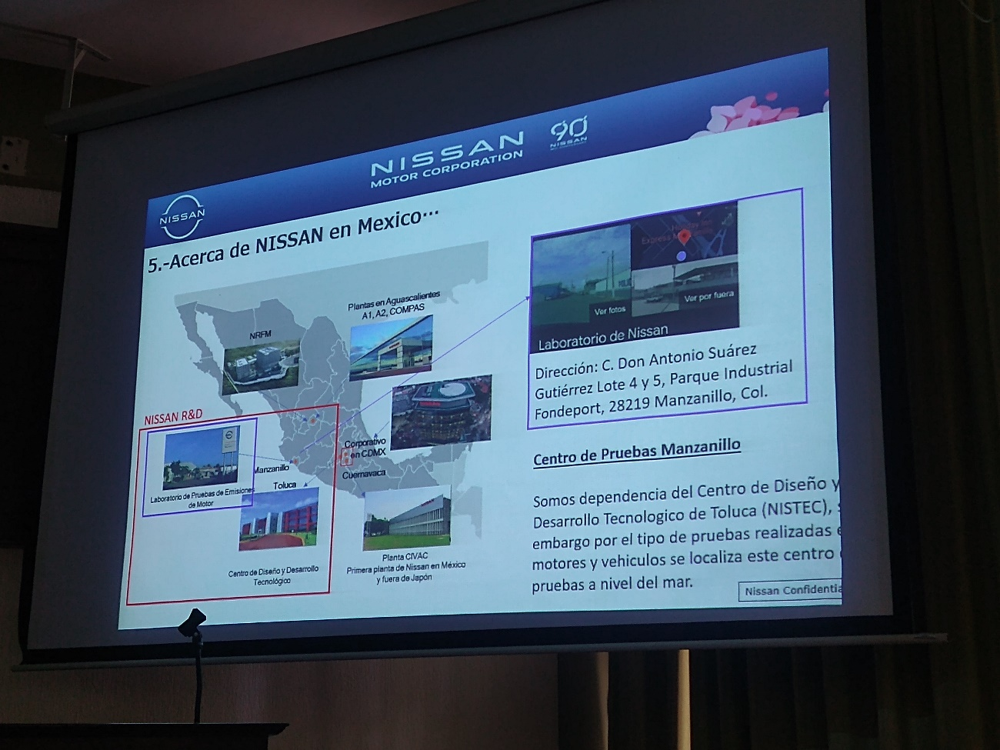 NISSAN
MOTOR CORPORATION
90
NISSAN
NISSAN
5.-Acerca de NISSAN en Mexico...
Plantas en Aguascalientes
A1, A2, COMPAS
NRFM
NISSAN R&D
Laboratorio de Pruebas de Emisiones
de Motor
Manzanillo
Toluca
Centro de Diseño y Desarrollo
Tecnológico
Corporativo
en CDMX
Cuernavaca
Planta CIVAC
Primera planta de Nissan en México
y fuera de Japón
Ver fotos
Ver por fuera
Laboratorio de Nissan
Dirección: C. Don Antonio Suárez
Gutiérrez Lote 4 y 5, Parque Industrial
Fondeport, 28219 Manzanillo, Col.
Centro de Pruebas Manzanillo
Somos dependencia del Centro de Diseño y
Desarrollo Tecnologico de Toluca (NISTEC),
embargo por el tipo de pruebas realizadas
motores y vehiculos se localiza este centro
pruebas a nivel del mar.
Nissan Confidentia